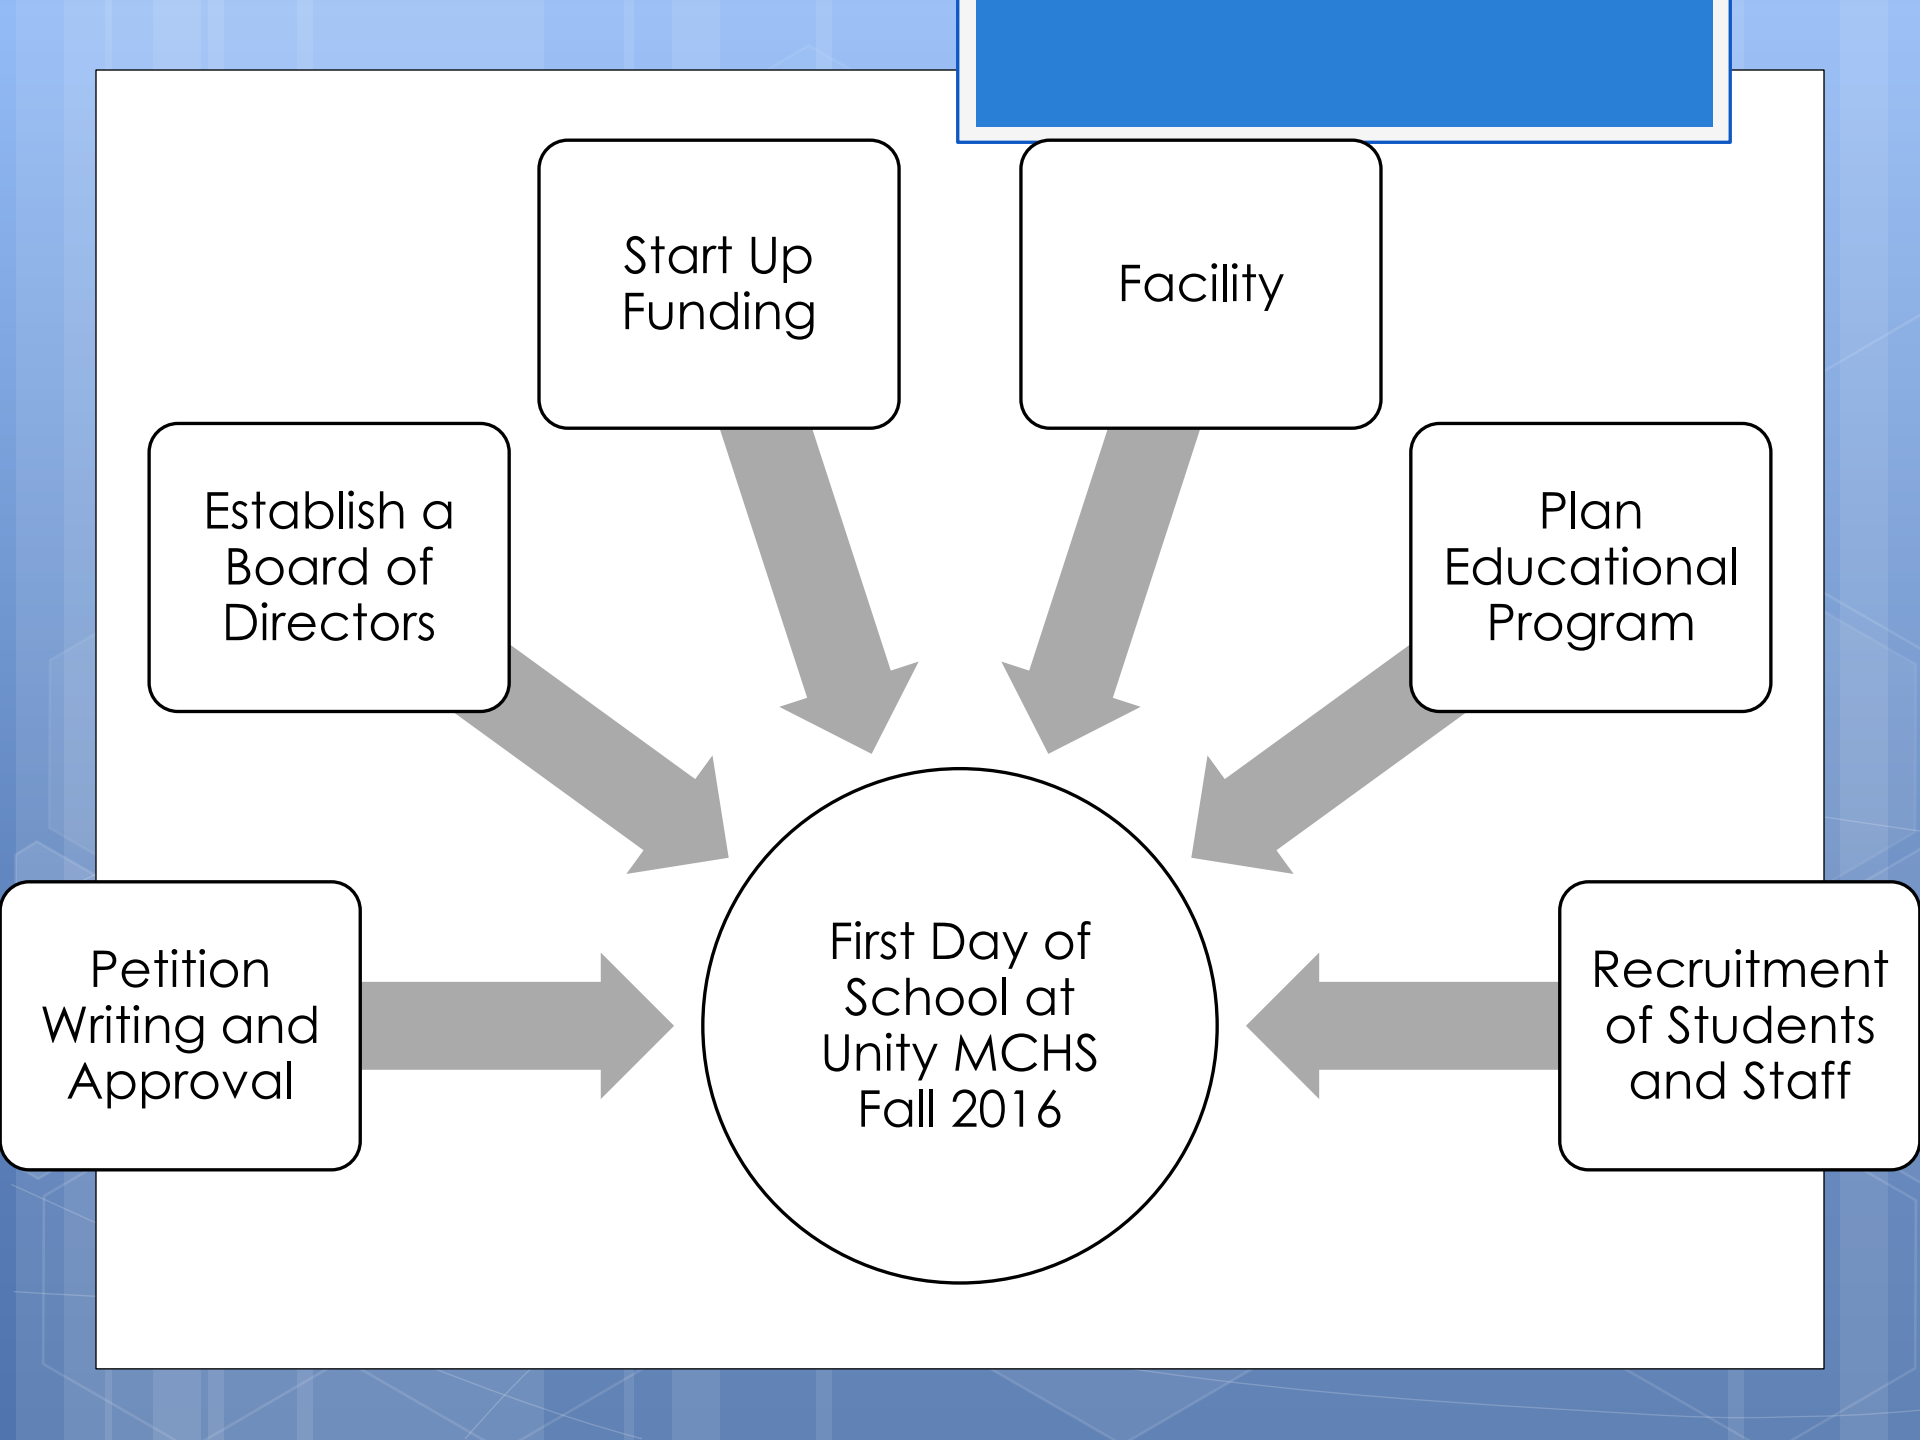 Start Up
Funding
Facility
Establish a
Board of
Directors
Plan
Educational
Program
Petition
Writing and
Approval
First Day of
School at
Unity MCHS
Fall 2016
Recruitment
of Students
and Staff